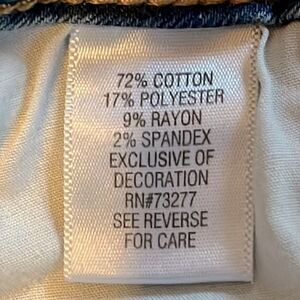 72% COTTON
17% POLYESTER
9% RAYON
2% SPANDEX
EXCLUSIVE OF
DECORATION
RN#73277
SEE REVERSE
FOR CARE